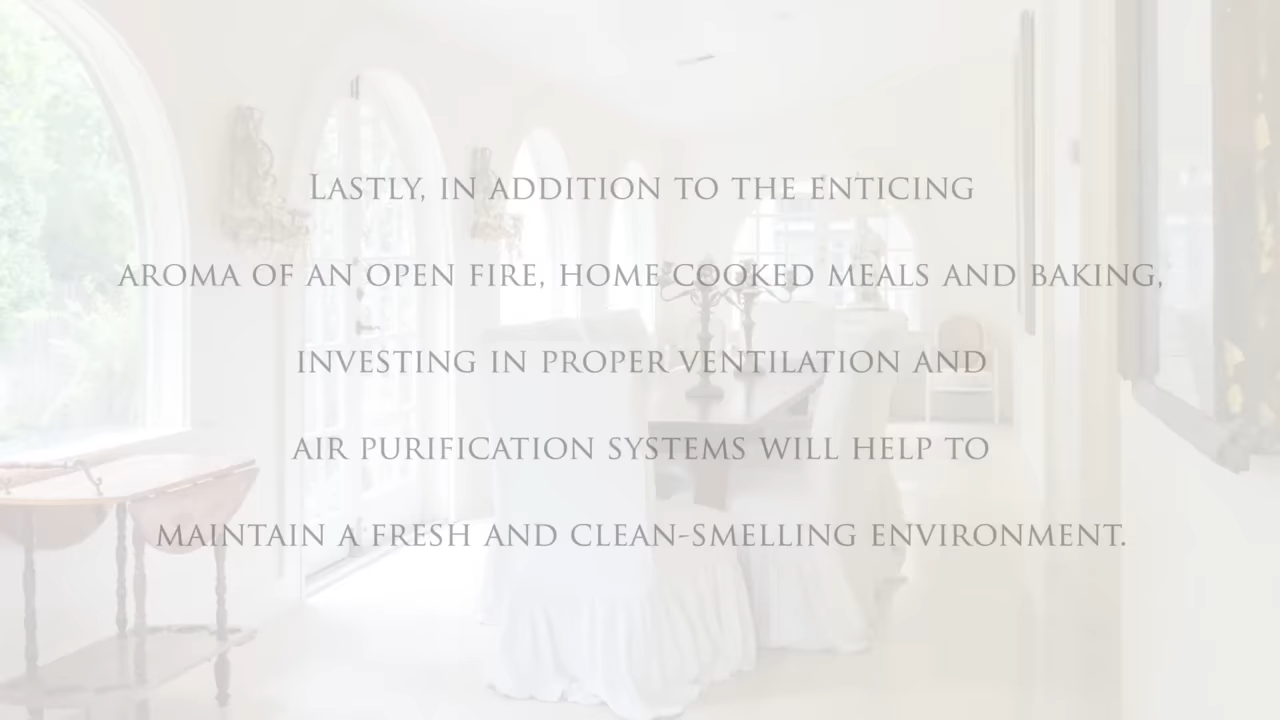 Lastly, in addition to the enticing
aroma of an open fire, home cooked meals and baking,
investing in proper ventilation and
air purification systems will help to
maintain a fresh and clean-smelling environment.